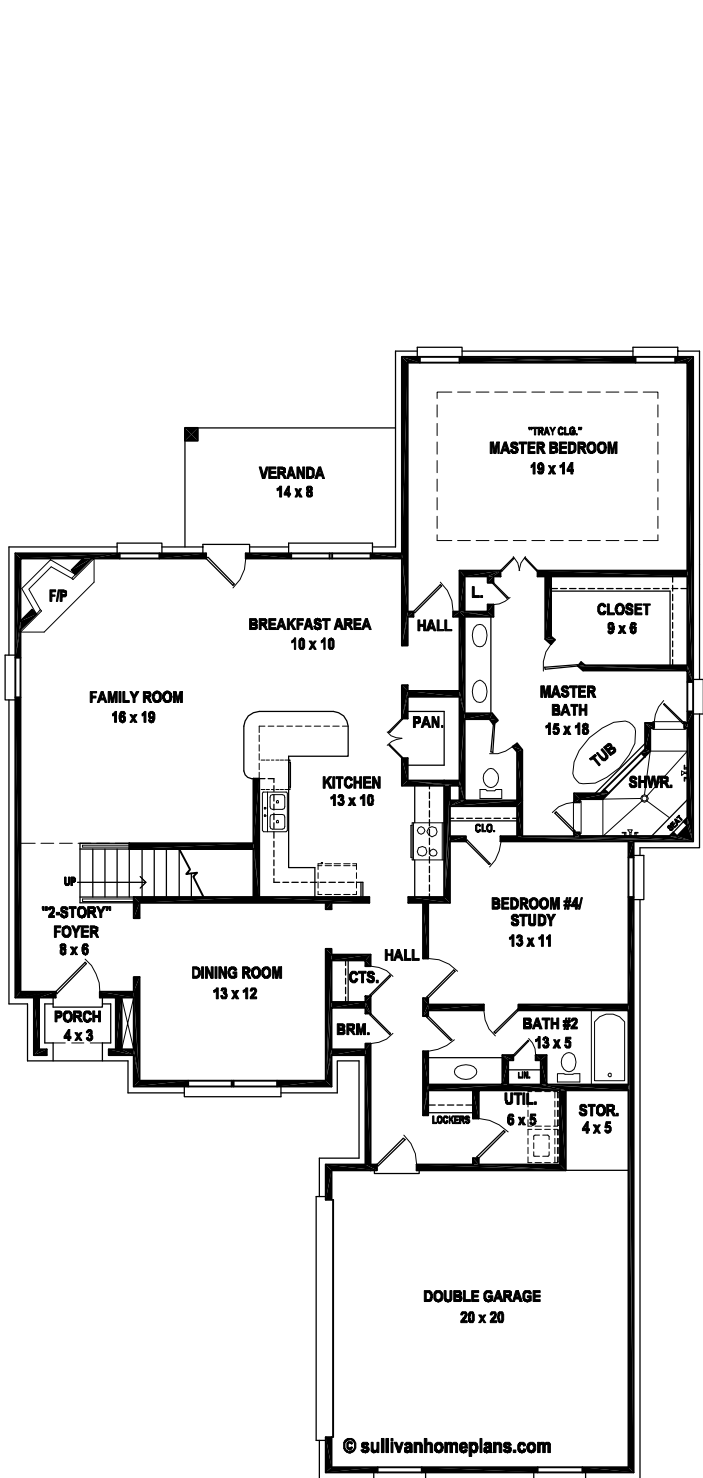 "TRAY CLG."
MASTER BEDROOM
19 x 14
VERANDA
14 x 8
F/P
L.
CLOSET
9 x 6
BREAKFAST AREA
10 x 10
HALL
FAMILY ROOM
16 x 19
MASTER
BATH
15 x 18
PAN.
TUB
SHWR.
SEAT
KITCHEN
13 x 10
CLO.
UP
"2-STORY"
FOYER
8 x 6
BEDROOM #4/
STUDY
13 x 11
HALL
DINING ROOM
13 x 12
CTS.
PORCH
4 x 3
BRM.
BATH #2
13 x 5
LIN.
UTIL.
6 x 5
LOCKERS
STOR.
4 x 5
DOUBLE GARAGE
20 x 20
© sullivanhomeplans.com